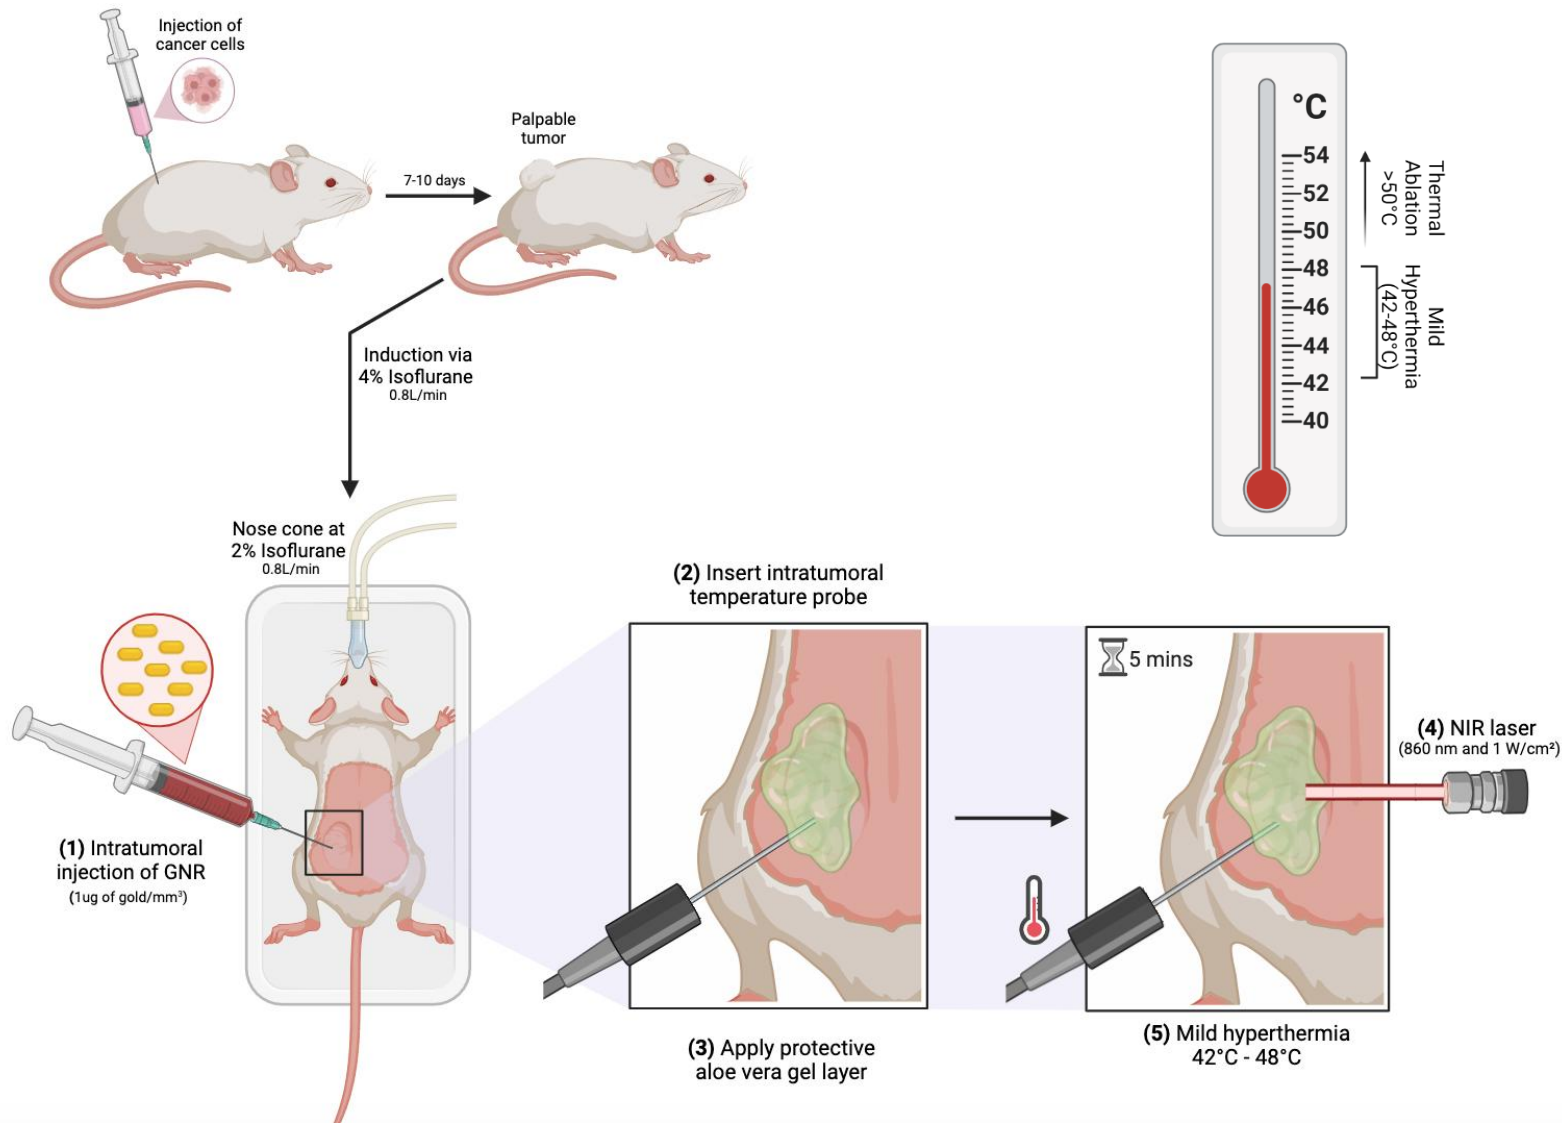 Injection of
cancer cells
7-10 days
Palpable
tumor
Induction via
4% Isoflurane
0.8L/min
Nose cone at
2% Isoflurane
0.8L/min
(1) Intratumoral
injection of GNR
(1ug of gold/mm³)
(2) Insert intratumoral
temperature probe
(3) Apply protective
aloe vera gel layer
5 mins
(4) NIR laser
(860 nm and 1 W/cm²)
(5) Mild hyperthermia
42°C - 48°C
°C
54
52
50
48
46
44
42
40
Thermal
Ablation
>50°C
Mild
Hyperthermia
(42-48°C)